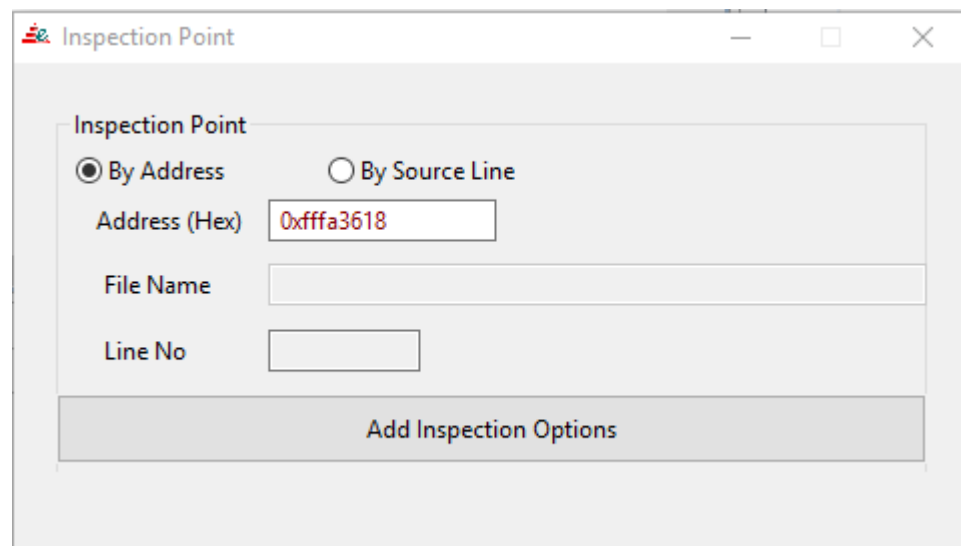 Inspection Point
Inspection Point
By Address By Source Line
Address (Hex) 0xfffa3618
File Name
Line No
Add Inspection Options